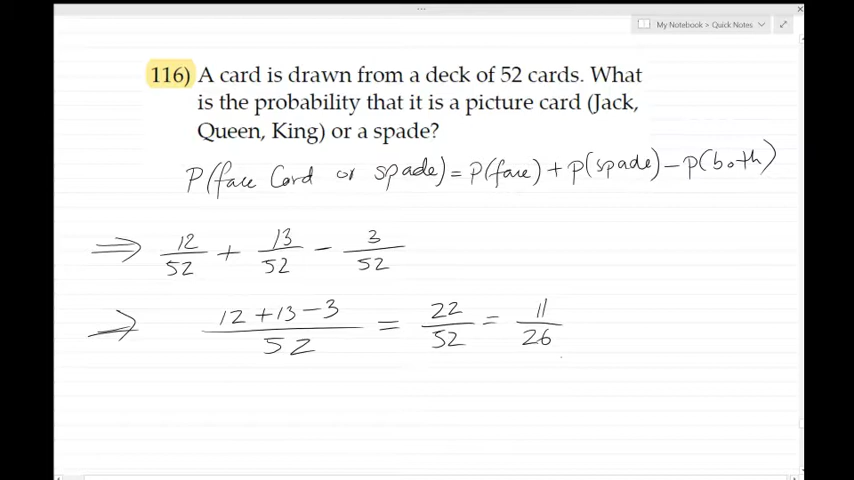 My Notebook > Quick Notes
116) A card is drawn from a deck of 52 cards. What
is the probability that it is a picture card (Jack,
Queen, King) or a spade?
P(face Card or spade) = P(face) + P(spade) - P(both)
⇒ 12/52 + 13/52 - 3/52
⇒ (12+13-3)/52 = 22/52 = 11/26